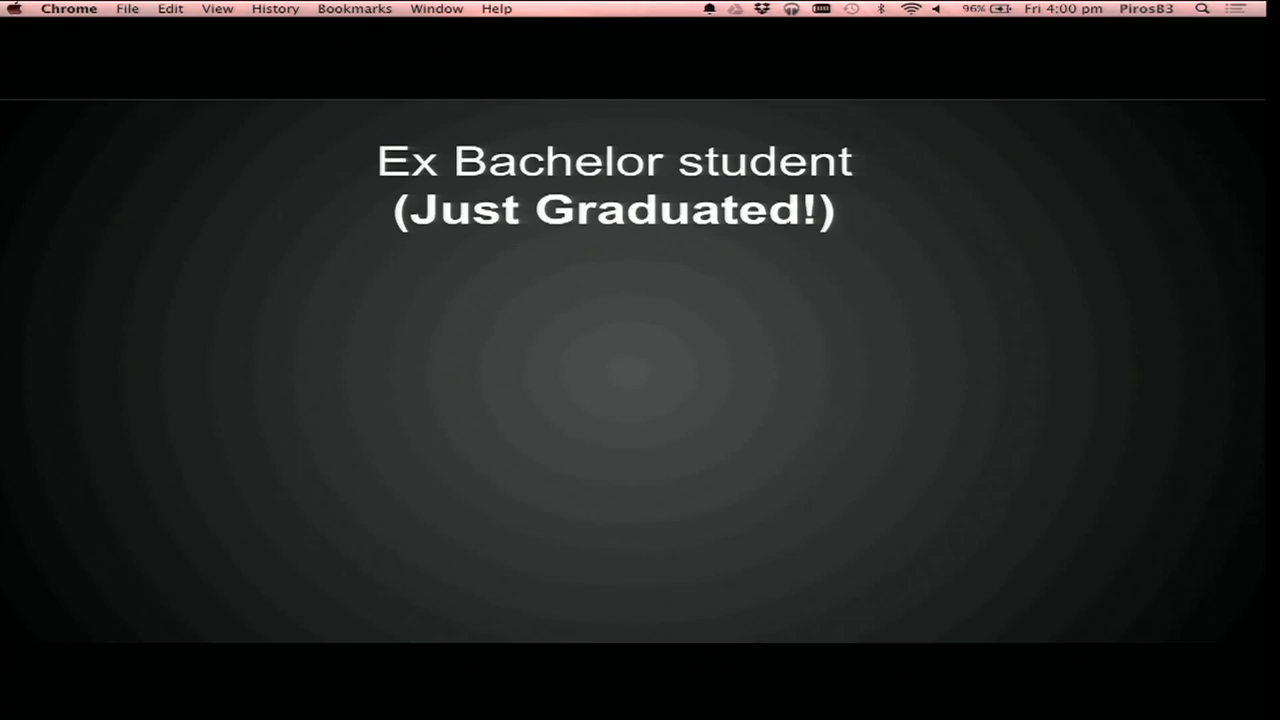 Chrome File Edit View History Bookmarks Window Help 96% Fri 4:00 pm PirosB3
Ex Bachelor student
(Just Graduated!)